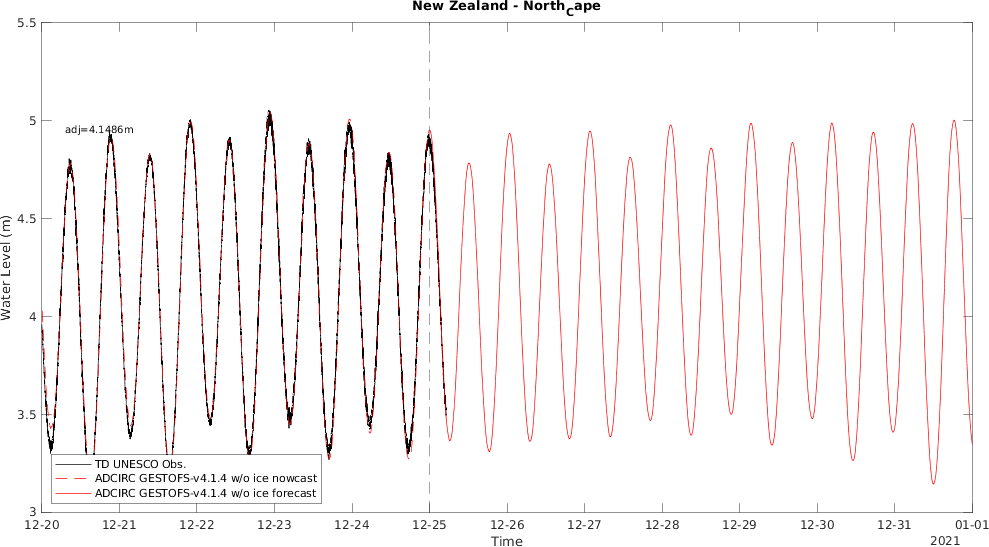 New Zealand - North_Cape
5.5
5
4.5
4
3.5
3
Water Level (m)
adj=4.1486m
TD UNESCO Obs.
ADCIRC GESTOFS-v4.1.4 w/o ice nowcast
ADCIRC GESTOFS-v4.1.4 w/o ice forecast
12-20 12-21 12-22 12-23 12-24 12-25 12-26 12-27 12-28 12-29 12-30 12-31 01-01
Time
2021